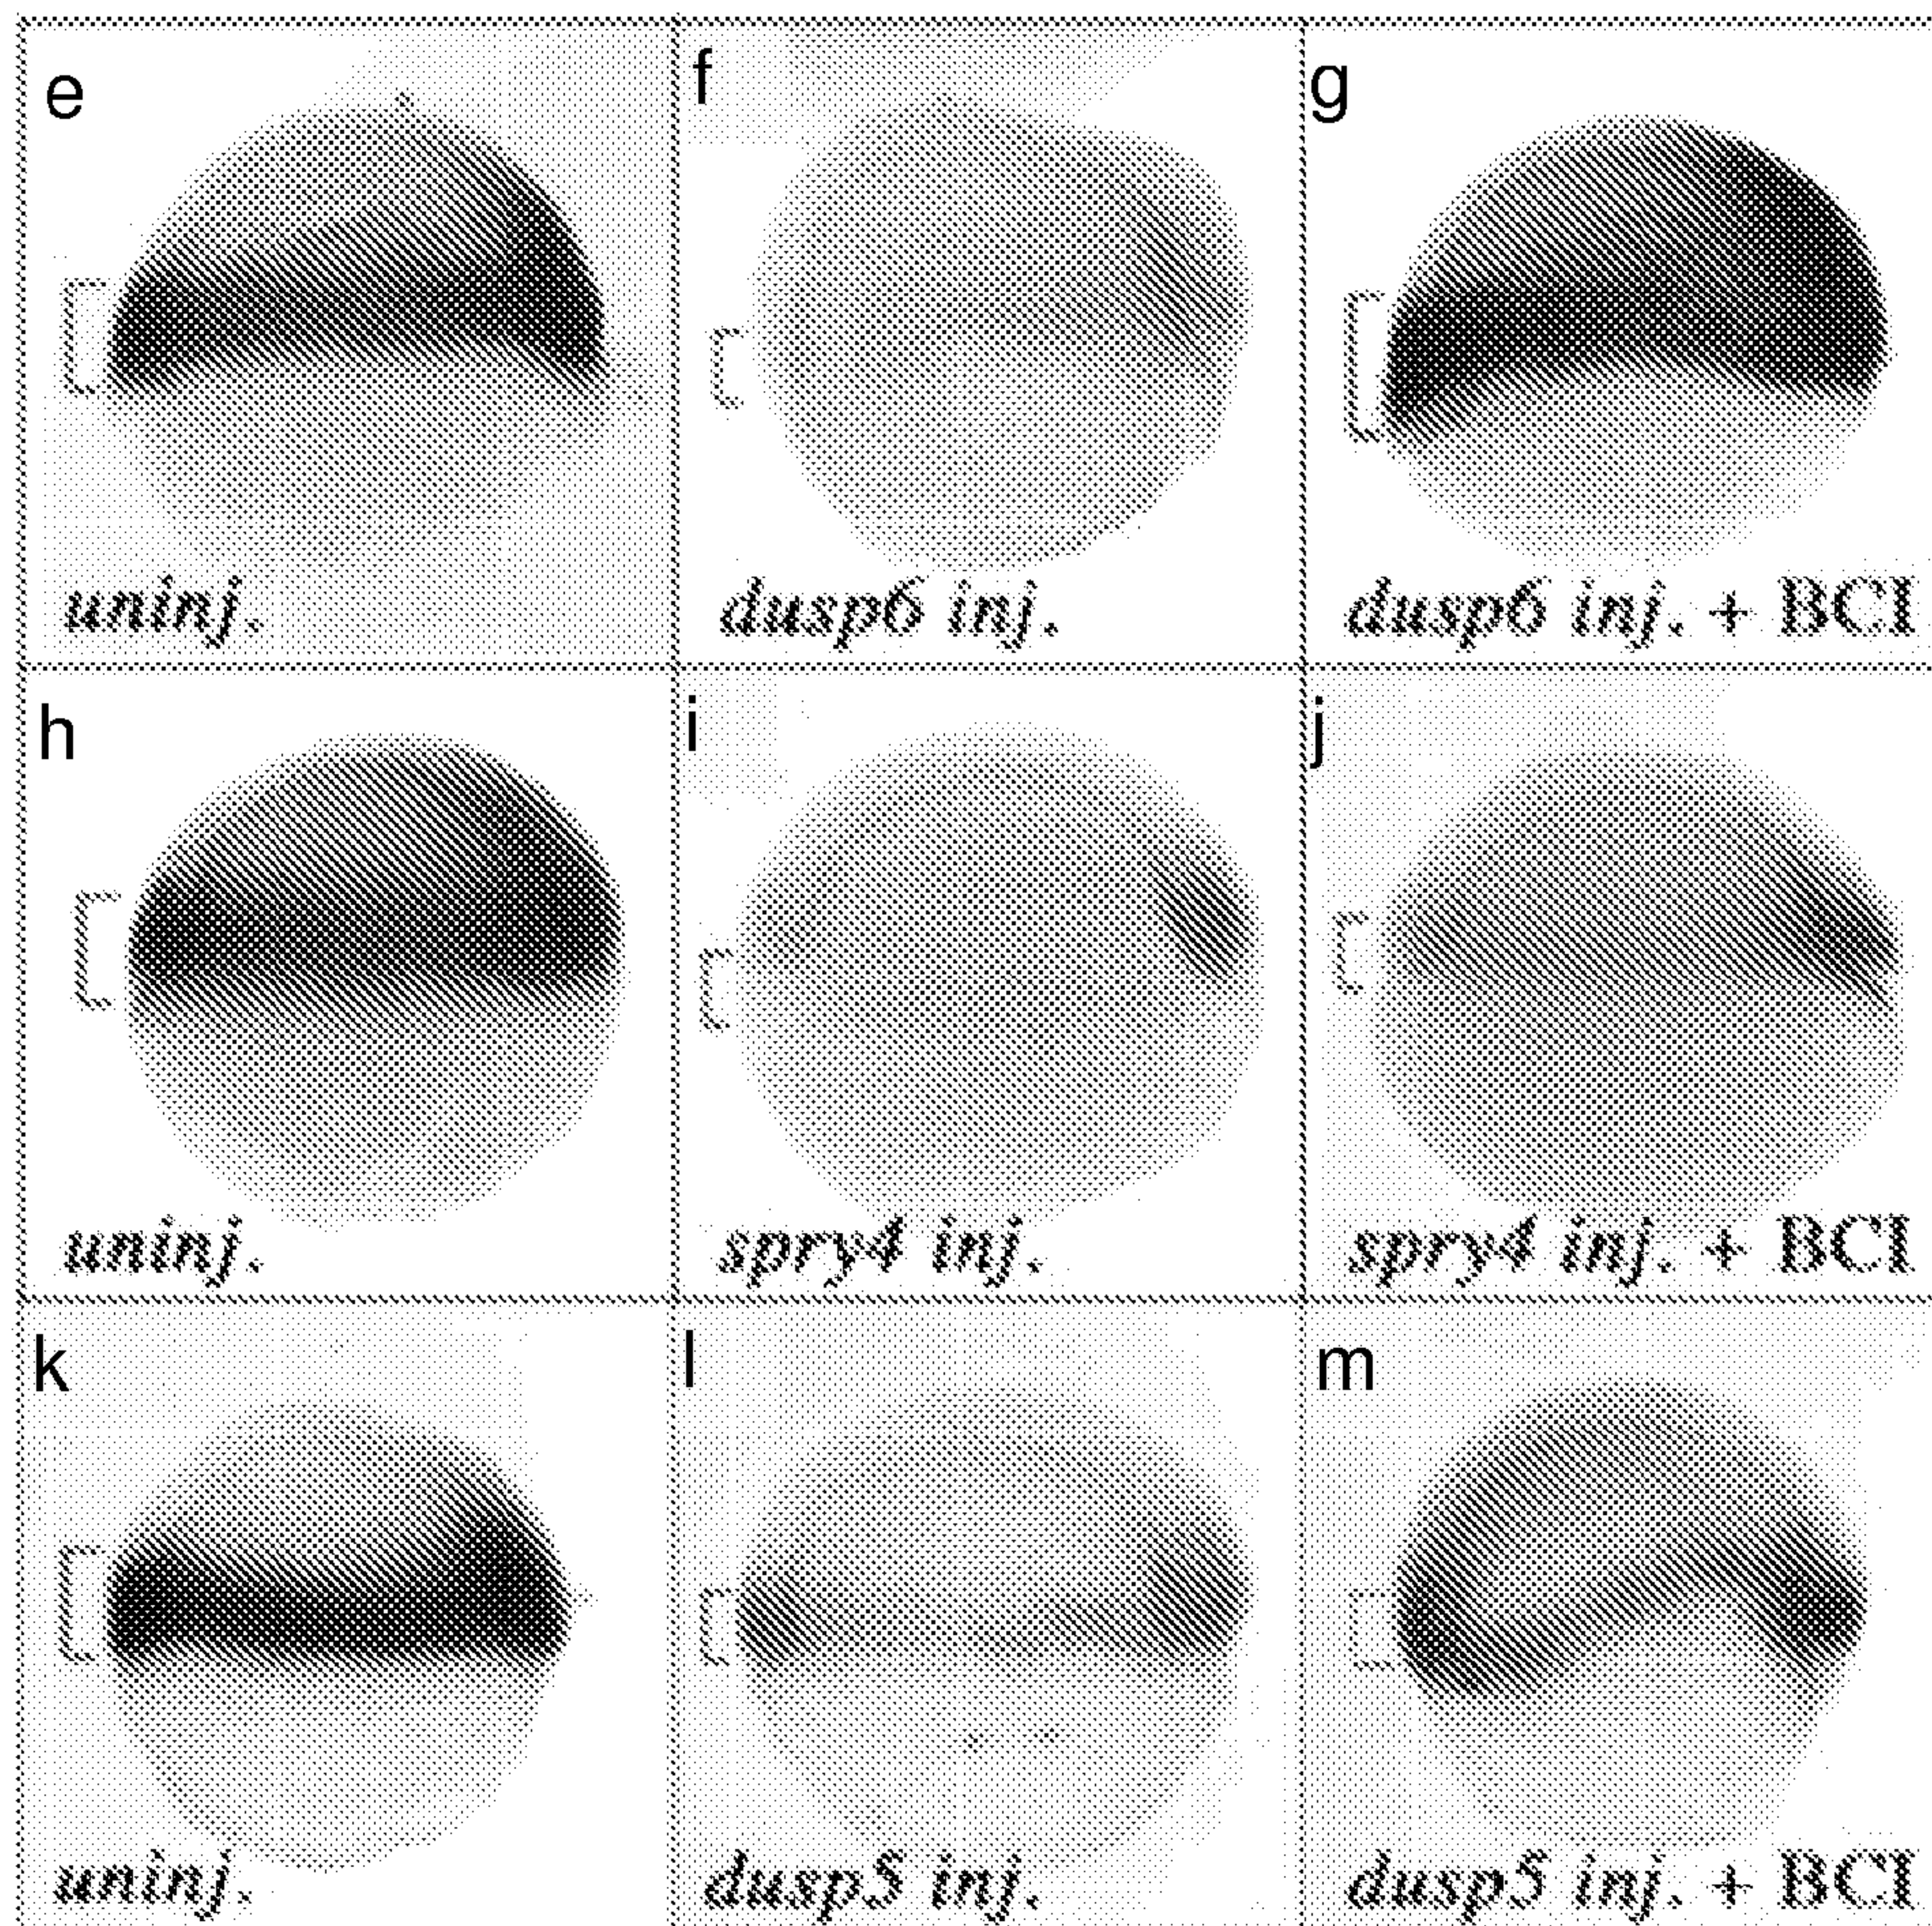 e
f
g
uninj.
dusp6 inj.
dusp6 inj. + BCI
h
i
j
uninj.
spry4 inj.
spry4 inj. + BCI
k
l
m
uninj.
dusp5 inj.
dusp5 inj. + BCI